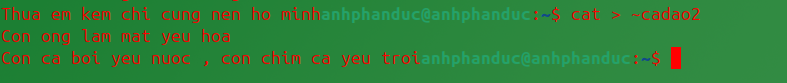 Thua em kem chi cung nen ho minhanhphanduc@anhphanduc:~$ cat > ~cadao2
Con ong lam mat yeu hoa
Con ca boi yeu nuoc , con chim ca yeu troianhphanduc@anhphanduc:~$